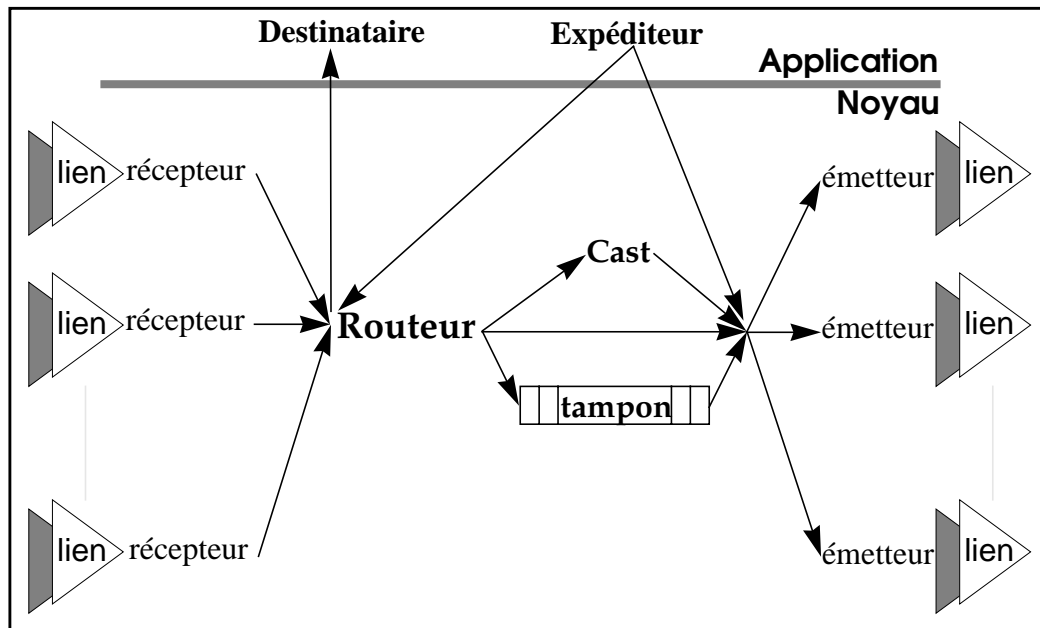 Destinataire
Expéditeur
Application
Noyau
lien récepteur
émetteur lien
Cast
lien récepteur
Routeur
émetteur lien
tampon
lien récepteur
émetteur lien